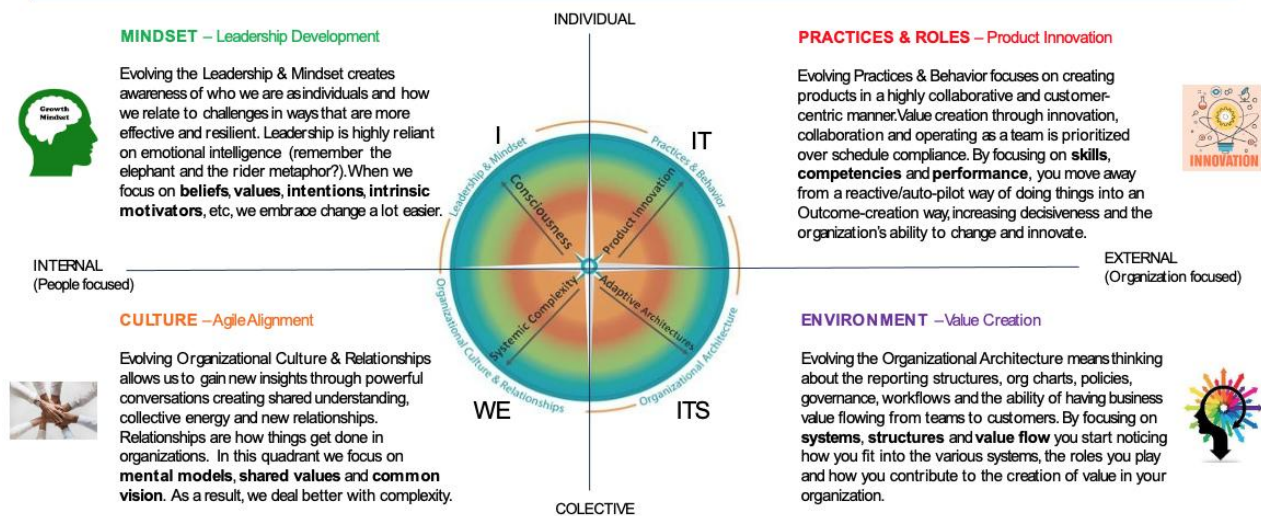 INDIVIDUAL
MINDSET – Leadership Development
Evolving the Leadership & Mindset creates
awareness of who we are as individuals and how
we relate to challenges in ways that are more
effective and resilient. Leadership is highly reliant
on emotional intelligence (remember the
elephant and the rider metaphor?). When we
focus on beliefs, values, intentions, intrinsic
motivators, etc, we embrace change a lot easier.
Growth
Mindset
PRACTICES & ROLES – Product Innovation
Evolving Practices & Behavior focuses on creating
products in a highly collaborative and customer-
centric manner. Value creation through innovation,
collaboration and operating as a team is prioritized
over schedule compliance. By focusing on skills,
competencies and performance, you move away
from a reactive/auto-pilot way of doing things into an
Outcome-creation way, increasing decisiveness and the
organization's ability to change and innovate.
INNOVATION
I
IT
Leadership & Mindset
Practices & Behavior
Consciousness
Product Innovation
INTERNAL
(People focused)
EXTERNAL
(Organization focused)
Systemic Complexity
Adaptive Architectures
Organizational Culture & Relationships
Organizational Architecture
WE
ITS
CULTURE – Agile Alignment
Evolving Organizational Culture & Relationships
allows us to gain new insights through powerful
conversations creating shared understanding,
collective energy and new relationships.
Relationships are how things get done in
organizations. In this quadrant we focus on
mental models, shared values and common
vision. As a result, we deal better with complexity.
ENVIRONMENT – Value Creation
Evolving the Organizational Architecture means thinking
about the reporting structures, org charts, policies,
governance, workflows and the ability of having business
value flowing from teams to customers. By focusing on
systems, structures and value flow you start noticing
how you fit into the various systems, the roles you play
and how you contribute to the creation of value in your
organization.
COLECTIVE